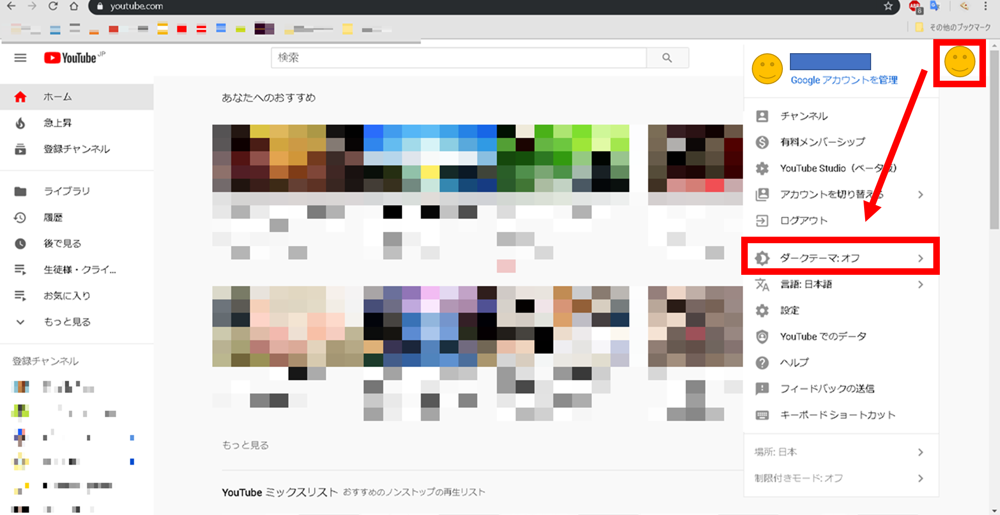 youtube.com
ABP
8
その他のブックマーク
YouTube JP
検索
Google アカウントを管理
ホーム
急上昇
登録チャンネル
ライブラリ
履歴
後で見る
生徒様・クライ...
お気に入り
もっと見る
登録チャンネル
あなたへのおすすめ
もっと見る
YouTube ミックスリスト おすすめのノンストップの再生リスト
チャンネル
有料メンバーシップ
YouTube Studio（ベータ版）
アカウントを切り替える
ログアウト
ダークテーマ: オフ
言語: 日本語
設定
YouTube でのデータ
ヘルプ
フィードバックの送信
キーボード ショートカット
場所: 日本
制限付きモード: オフ